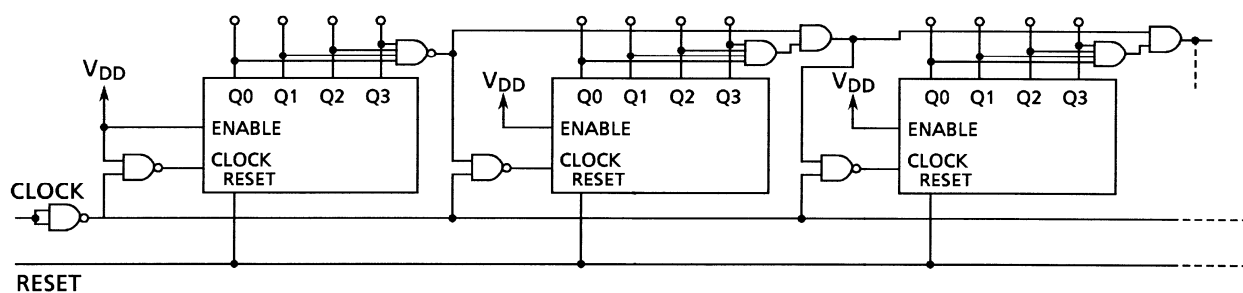 VDD
Q0 Q1 Q2 Q3
ENABLE
CLOCK
RESET
VDD
Q0 Q1 Q2 Q3
ENABLE
CLOCK
RESET
VDD
Q0 Q1 Q2 Q3
ENABLE
CLOCK
RESET
CLOCK
RESET